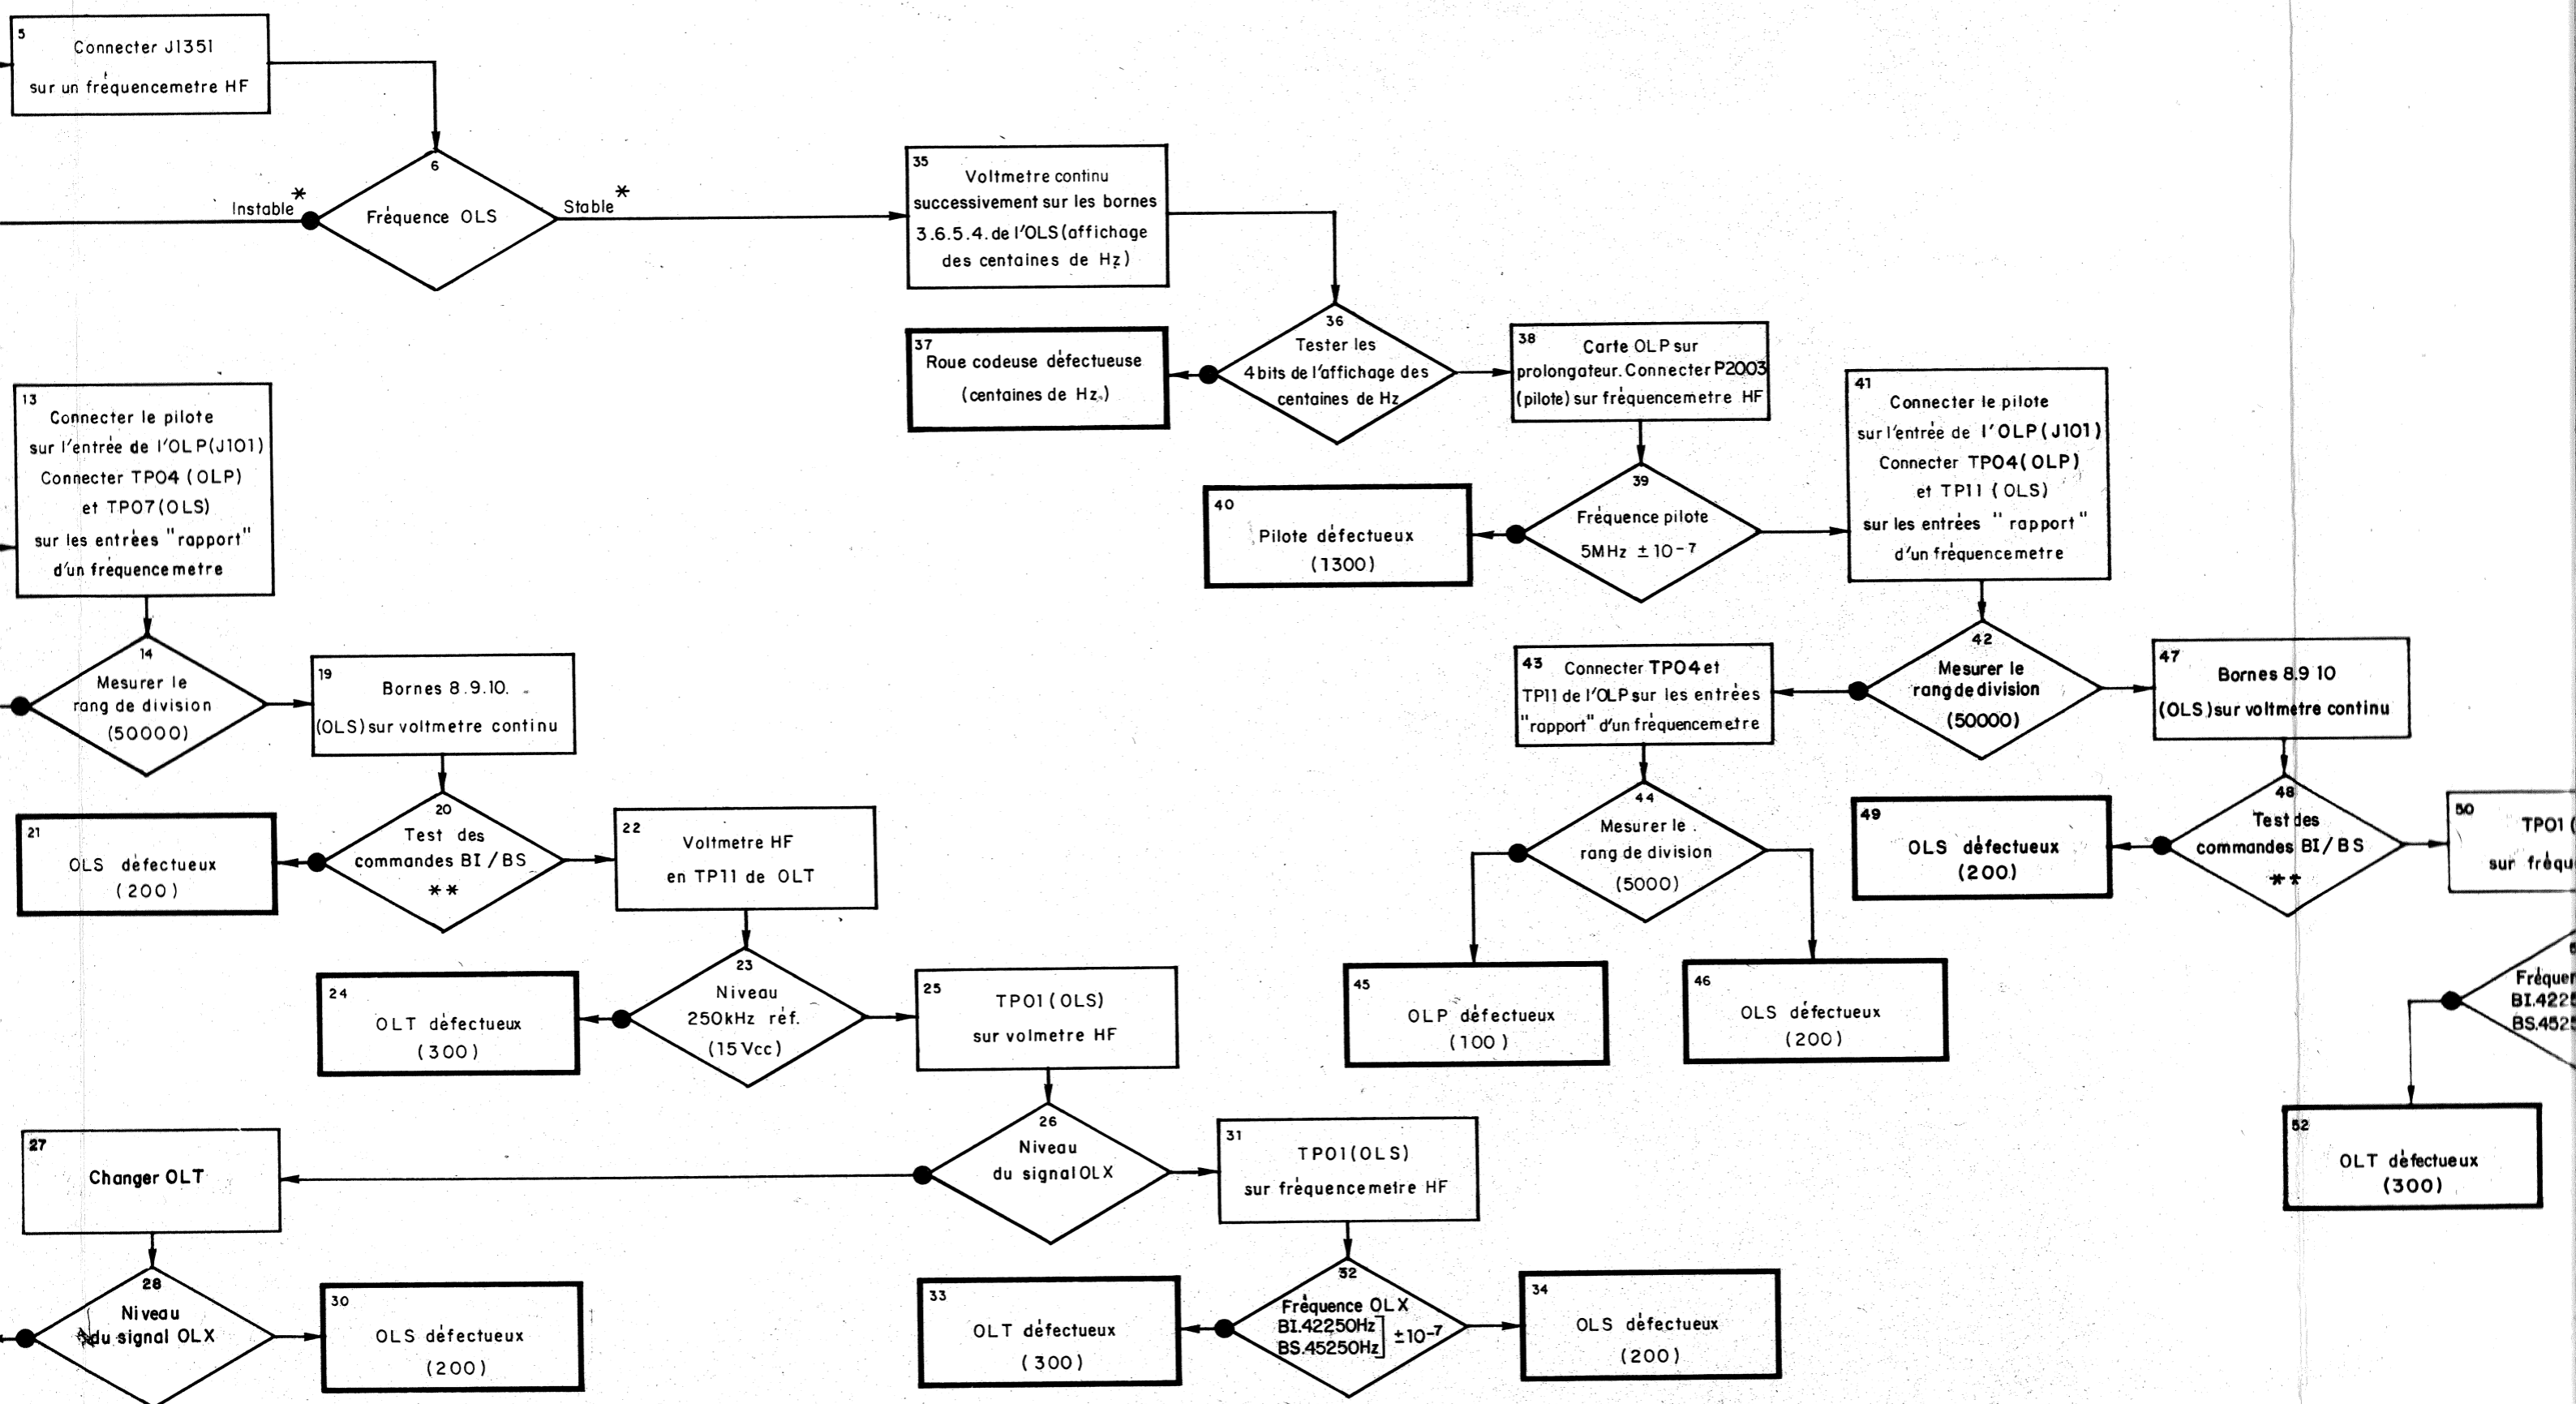 5
Connecter J1351
sur un fréquencemetre HF
6
Fréquence OLS
Instable*
Stable*
35
Voltmetre continu
successivement sur les bornes
3.6.5.4. de l'OLS (affichage
des centaines de Hz)
36
Tester les
4 bits de l'affichage des
centaines de Hz
37
Roue codeuse défectueuse
(centaines de Hz.)
38
Carte OLP sur
prolongateur. Connecter P2003
(pilote) sur fréquencemetre HF
39
Fréquence pilote
5MHz ± 10-7
40
Pilote défectueux
(1300)
41
Connecter le pilote
sur l'entrée de l'OLP (J101)
Connecter TP04 (OLP)
et TP11 (OLS)
sur les entrées "rapport"
d'un fréquencemetre
13
Connecter le pilote
sur l'entrée de l'OLP (J101)
Connecter TP04 (OLP)
et TP07 (OLS)
sur les entrées "rapport"
d'un fréquencemetre
14
Mesurer le
rang de division
(50000)
19
Bornes 8.9.10.
(OLS) sur voltmetre continu
20
Test des
commandes BI / BS
**
21
OLS défectueux
(200)
22
Voltmetre HF
en TP11 de OLT
23
Niveau
250kHz réf.
(15 Vcc)
24
OLT défectueux
(300)
25
TP01 (OLS)
sur volmetre HF
26
Niveau
du signal OLX
27
Changer OLT
28
Niveau
du signal OLX
30
OLS défectueux
(200)
31
TP01 (OLS)
sur fréquencemetre HF
32
Fréquence OLX
BI.42250Hz
BS.45250Hz
±10-7
33
OLT défectueux
(300)
34
OLS défectueux
(200)
42
Mesurer le
rang de division
(50000)
43
Connecter TP04 et
TP11 de l'OLP sur les entrées
"rapport" d'un fréquencemetre
44
Mesurer le
rang de division
(5000)
45
OLP défectueux
(100)
46
OLS défectueux
(200)
47
Bornes 8.9 10
(OLS) sur voltmetre continu
48
Test des
commandes BI / BS
**
49
OLS défectueux
(200)
50
TP01 (
sur fréqu
Fréquen
BI.4225
BS.4525
52
OLT défectueux
(300)